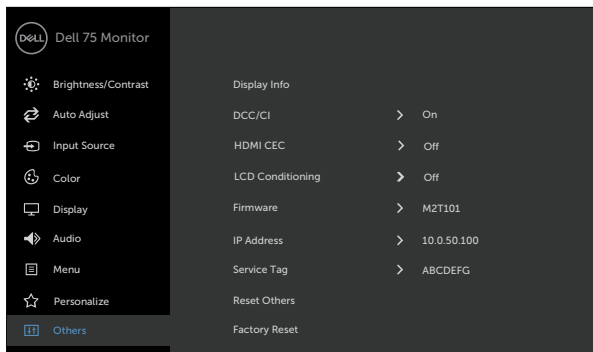 DELL Dell 75 Monitor
Brightness/Contrast Display Info
Auto Adjust DCC/CI On
Input Source HDMI CEC Off
Color LCD Conditioning Off
Display Firmware M2T101
Audio IP Address 10.0.50.100
Menu Service Tag ABCDEFG
Personalize Reset Others
Others Factory Reset